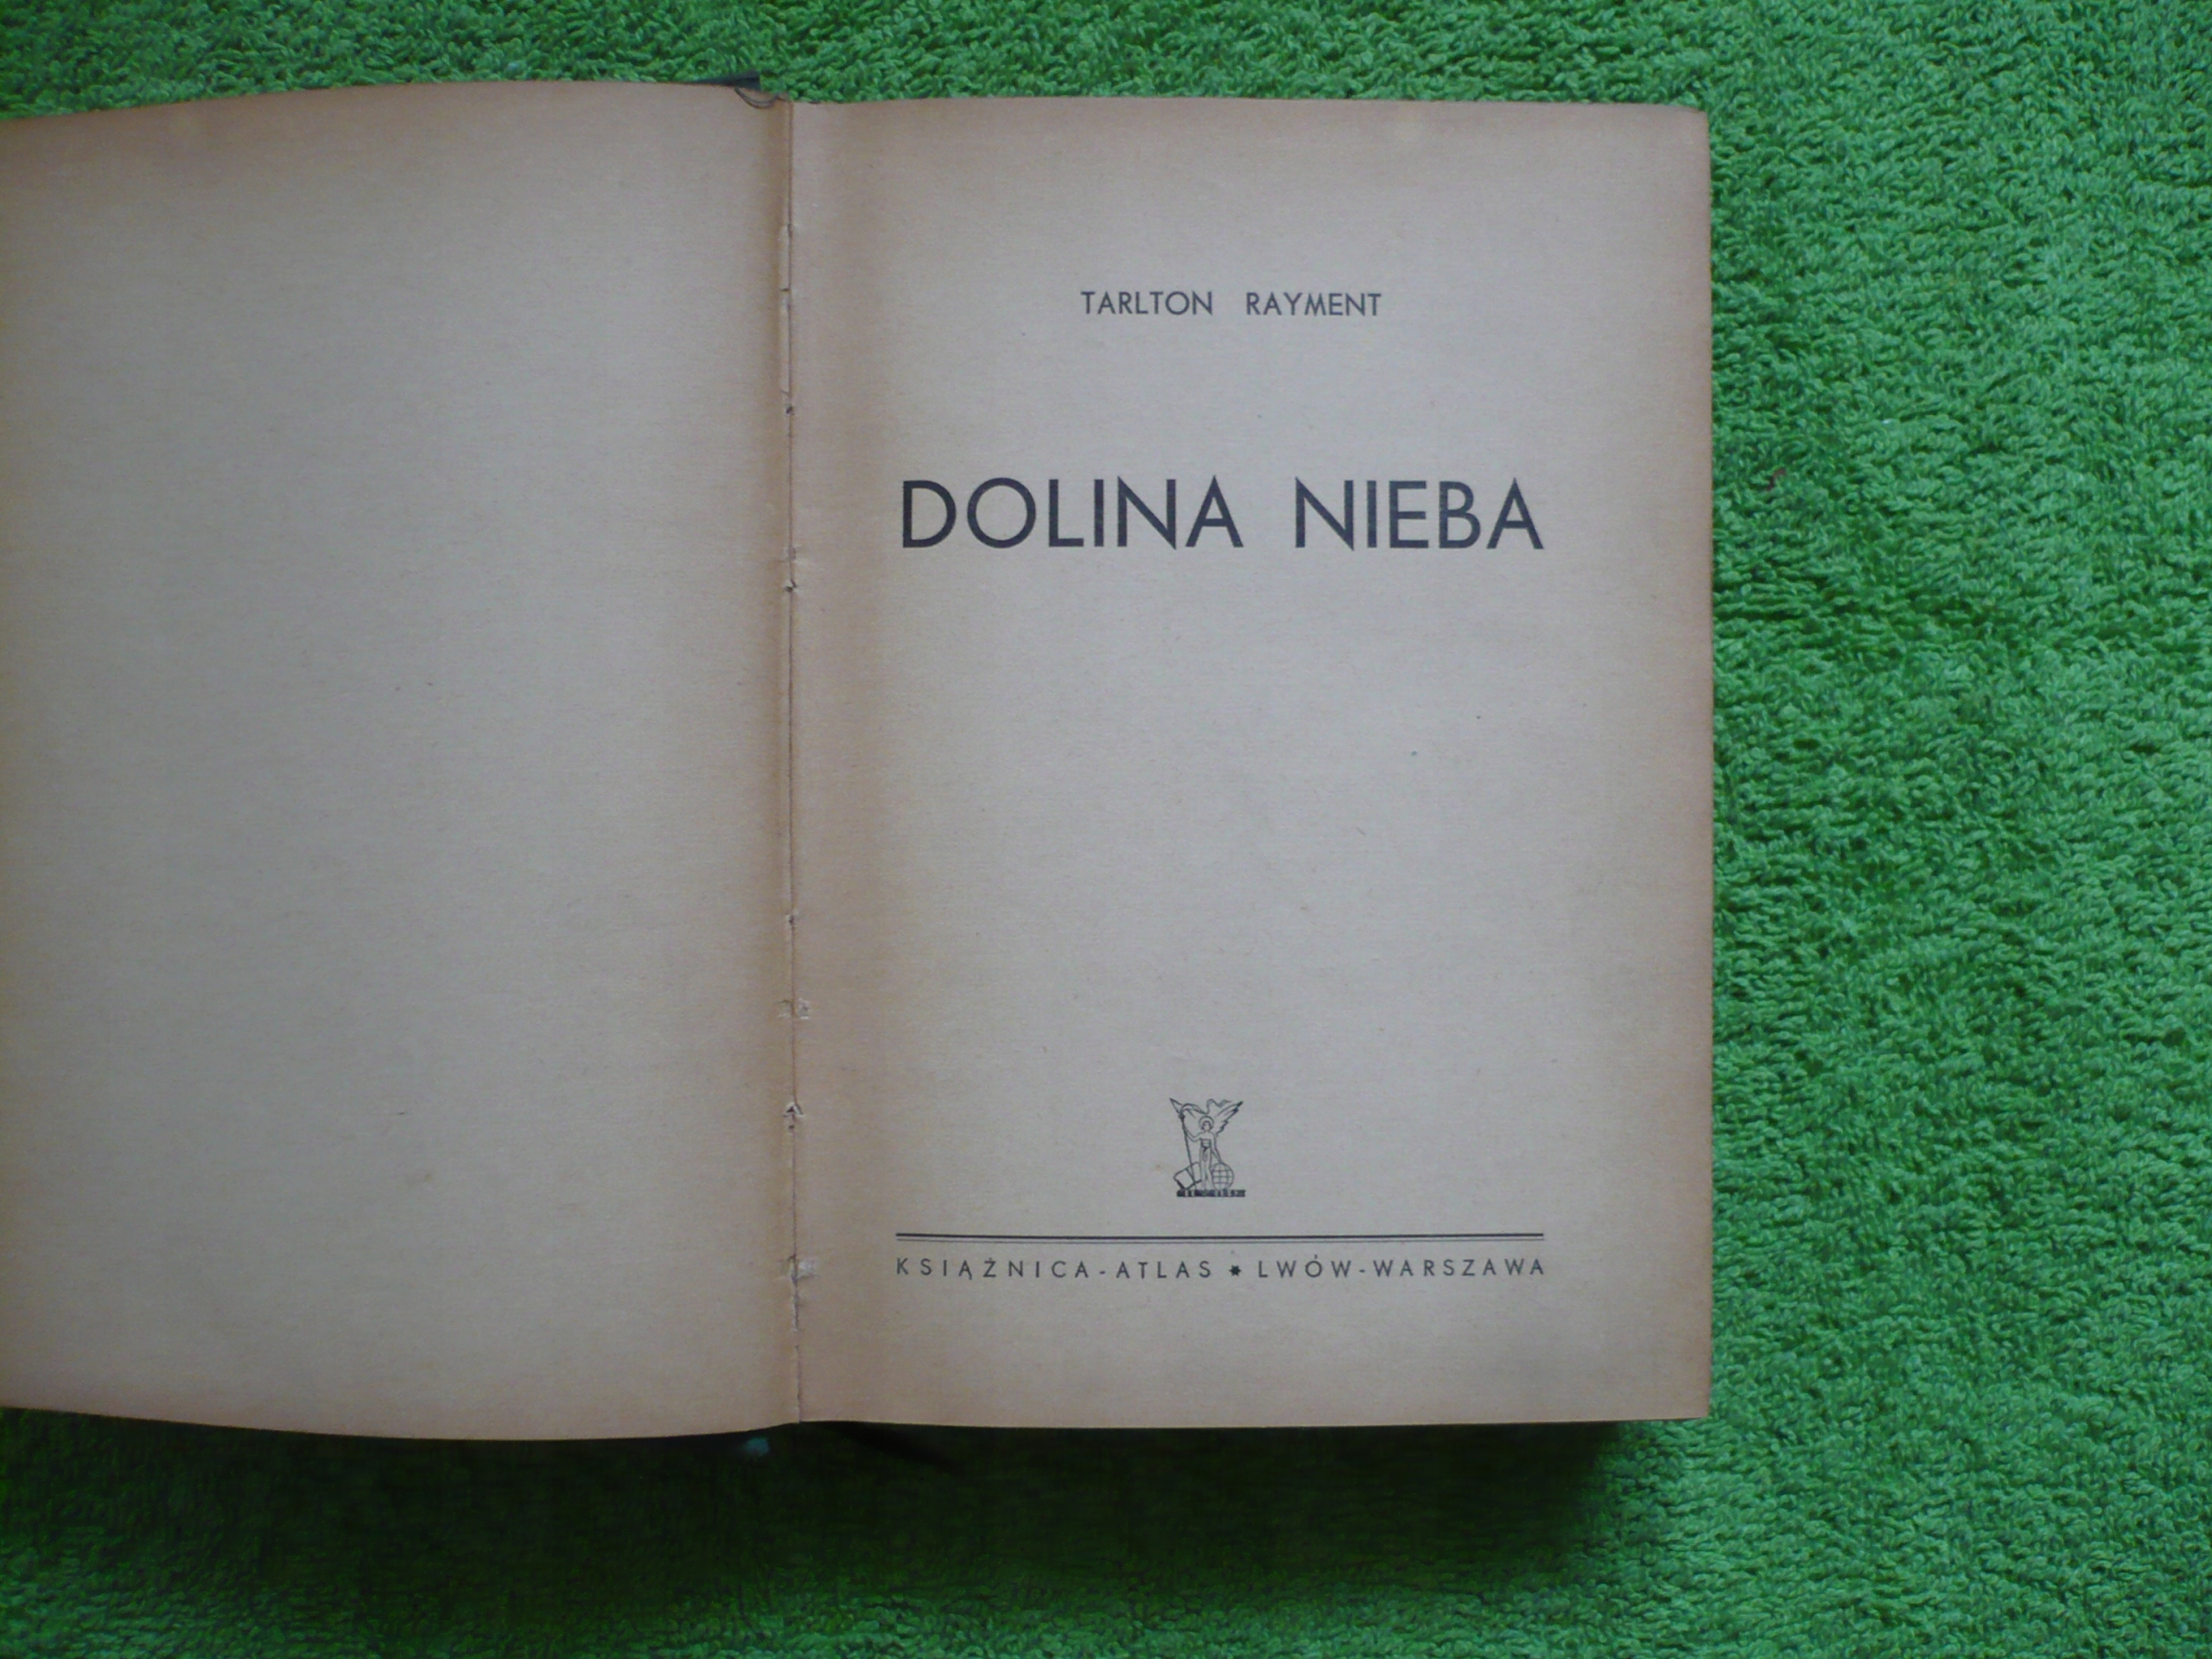 TARLTON RAYMENT
DOLINA NIEBA
KSIĄŻNICA-ATLAS * LWÓW-WARSZAWA